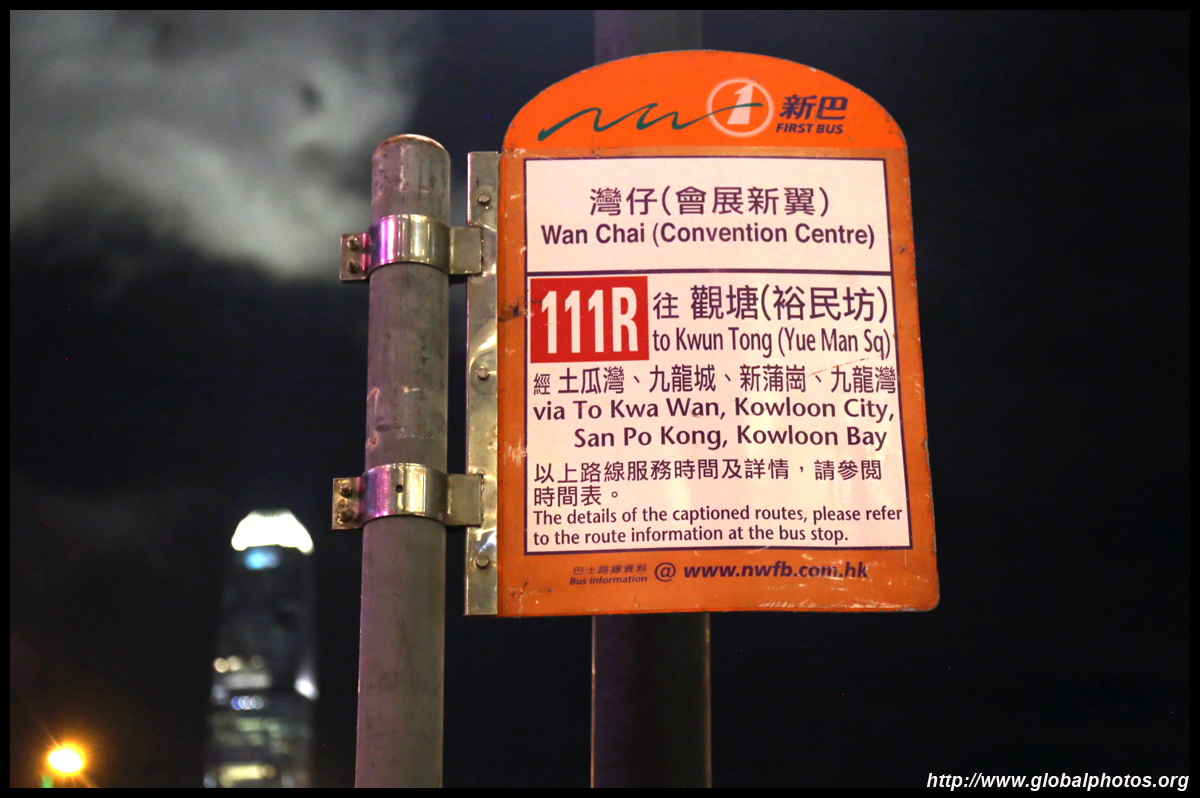 新巴
FIRST BUS
灣仔(會展新翼)
Wan Chai (Convention Centre)
111R
往 觀塘(裕民坊)
to Kwun Tong (Yue Man Sq)
經 土瓜灣、九龍城、新蒲崗、九龍灣
via To Kwa Wan, Kowloon City,
San Po Kong, Kowloon Bay
以上路線服務時間及詳情，請參閱
時間表。
The details of the captioned routes, please refer
to the route information at the bus stop.
巴士路線資料
Bus information @ www.nwfb.com.hk
http://www.globalphotos.org